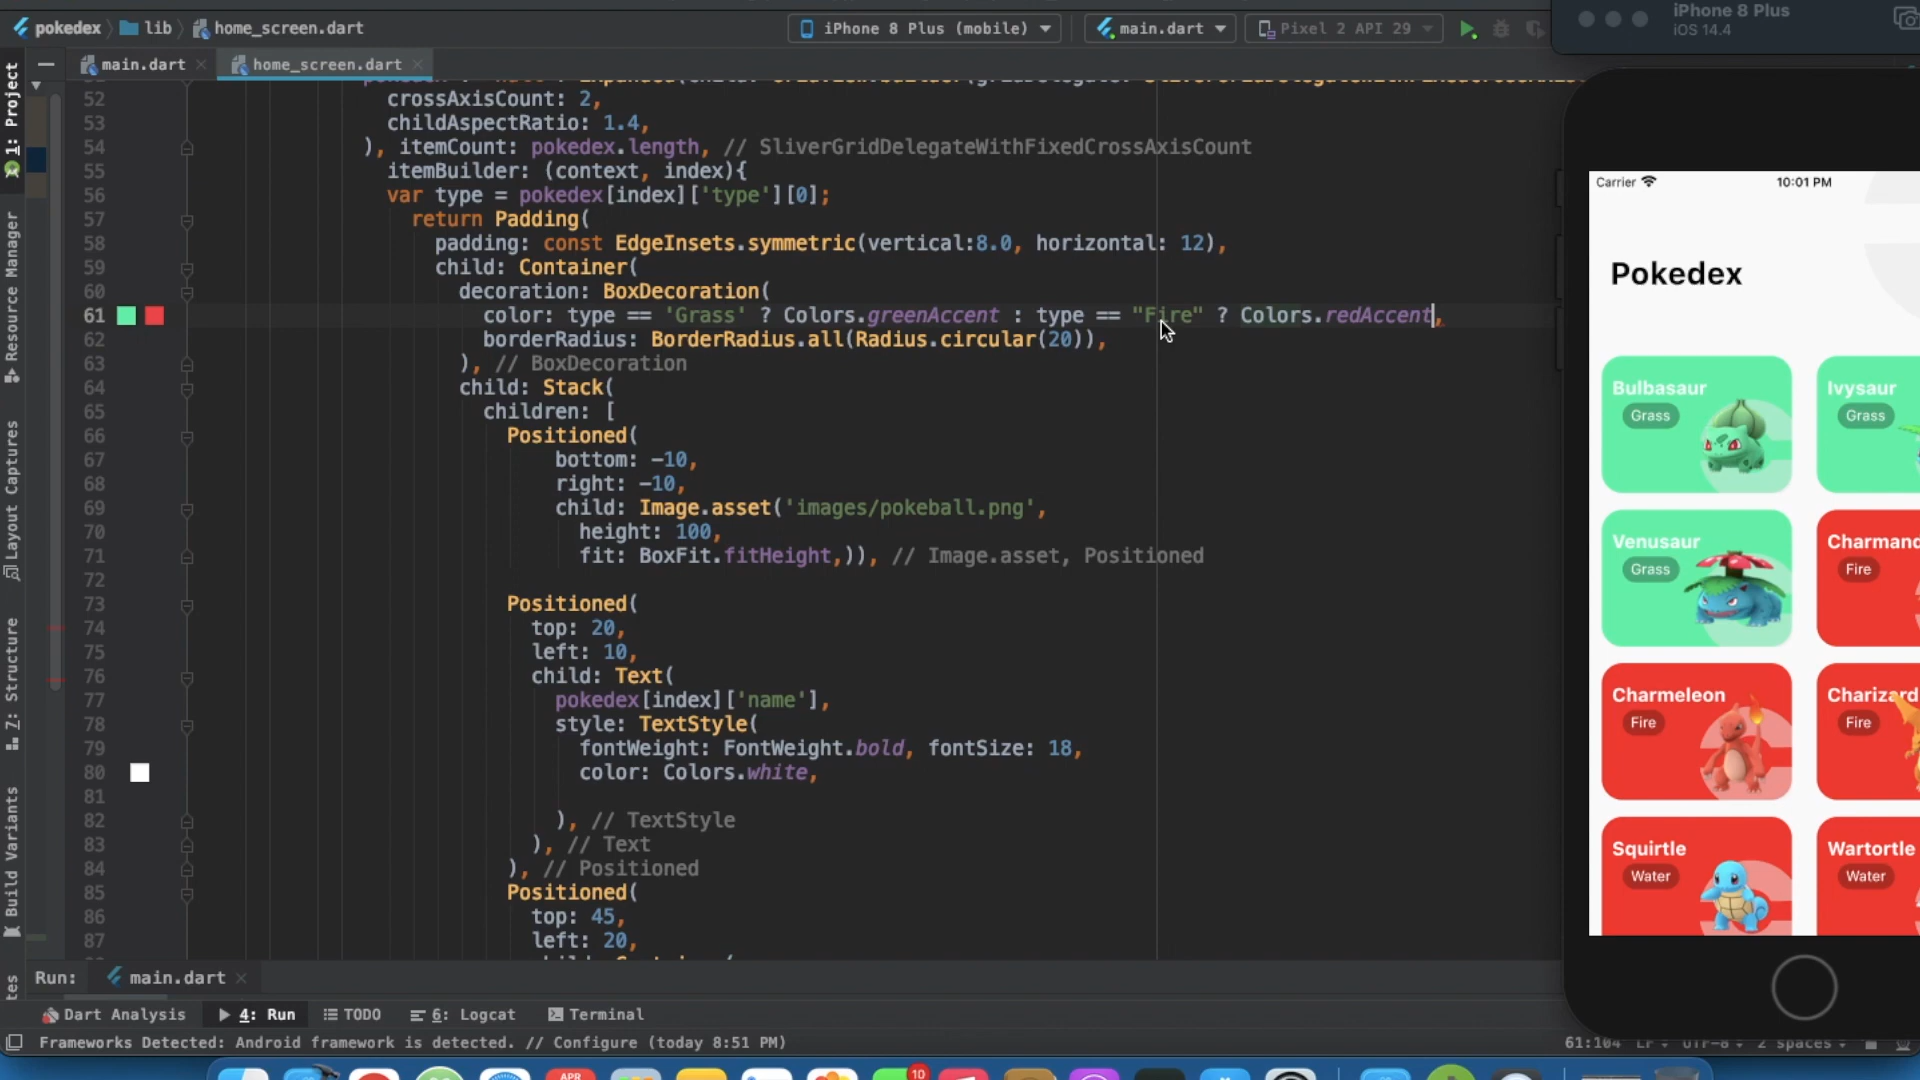 pokedex
lib
home_screen.dart
iPhone 8 Plus (mobile)
main.dart
Pixel 2 API 29
iPhone 8 Plus
iOS 14.4
main.dart
home_screen.dart
52 crossAxisCount: 2,
53 childAspectRatio: 1.4,
54 ), itemCount: pokedex.length, // SliverGridDelegateWithFixedCrossAxisCount
55 itemBuilder: (context, index){
56 var type = pokedex[index]['type'][0];
57 return Padding(
58 padding: const EdgeInsets.symmetric(vertical:8.0, horizontal: 12),
59 child: Container(
60 decoration: BoxDecoration(
61 color: type == 'Grass' ? Colors.greenAccent : type == "Fire" ? Colors.redAccent,
62 borderRadius: BorderRadius.all(Radius.circular(20)),
63 ), // BoxDecoration
64 child: Stack(
65 children: [
66 Positioned(
67 bottom: -10,
68 right: -10,
69 child: Image.asset('images/pokeball.png',
70 height: 100,
71 fit: BoxFit.fitHeight,)), // Image.asset, Positioned
72
73 Positioned(
74 top: 20,
75 left: 10,
76 child: Text(
77 pokedex[index]['name'],
78 style: TextStyle(
79 fontWeight: FontWeight.bold, fontSize: 18,
80 color: Colors.white,
81
82 ), // TextStyle
83 ), // Text
84 ), // Positioned
85 Positioned(
86 top: 45,
87 left: 20,
1: Project
Resource Manager
Layout Captures
Z: Structure
Build Variants
Carrier
10:01 PM
Pokedex
Bulbasaur
Grass
Ivysaur
Grass
Venusaur
Grass
Charmand
Fire
Charmeleon
Fire
Charizard
Fire
Squirtle
Water
Wartortle
Water
Run:
main.dart
Dart Analysis
4: Run
TODO
6: Logcat
Terminal
Frameworks Detected: Android framework is detected. // Configure (today 8:51 PM)
61:104 LF UTF-8 2 spaces
APR
10